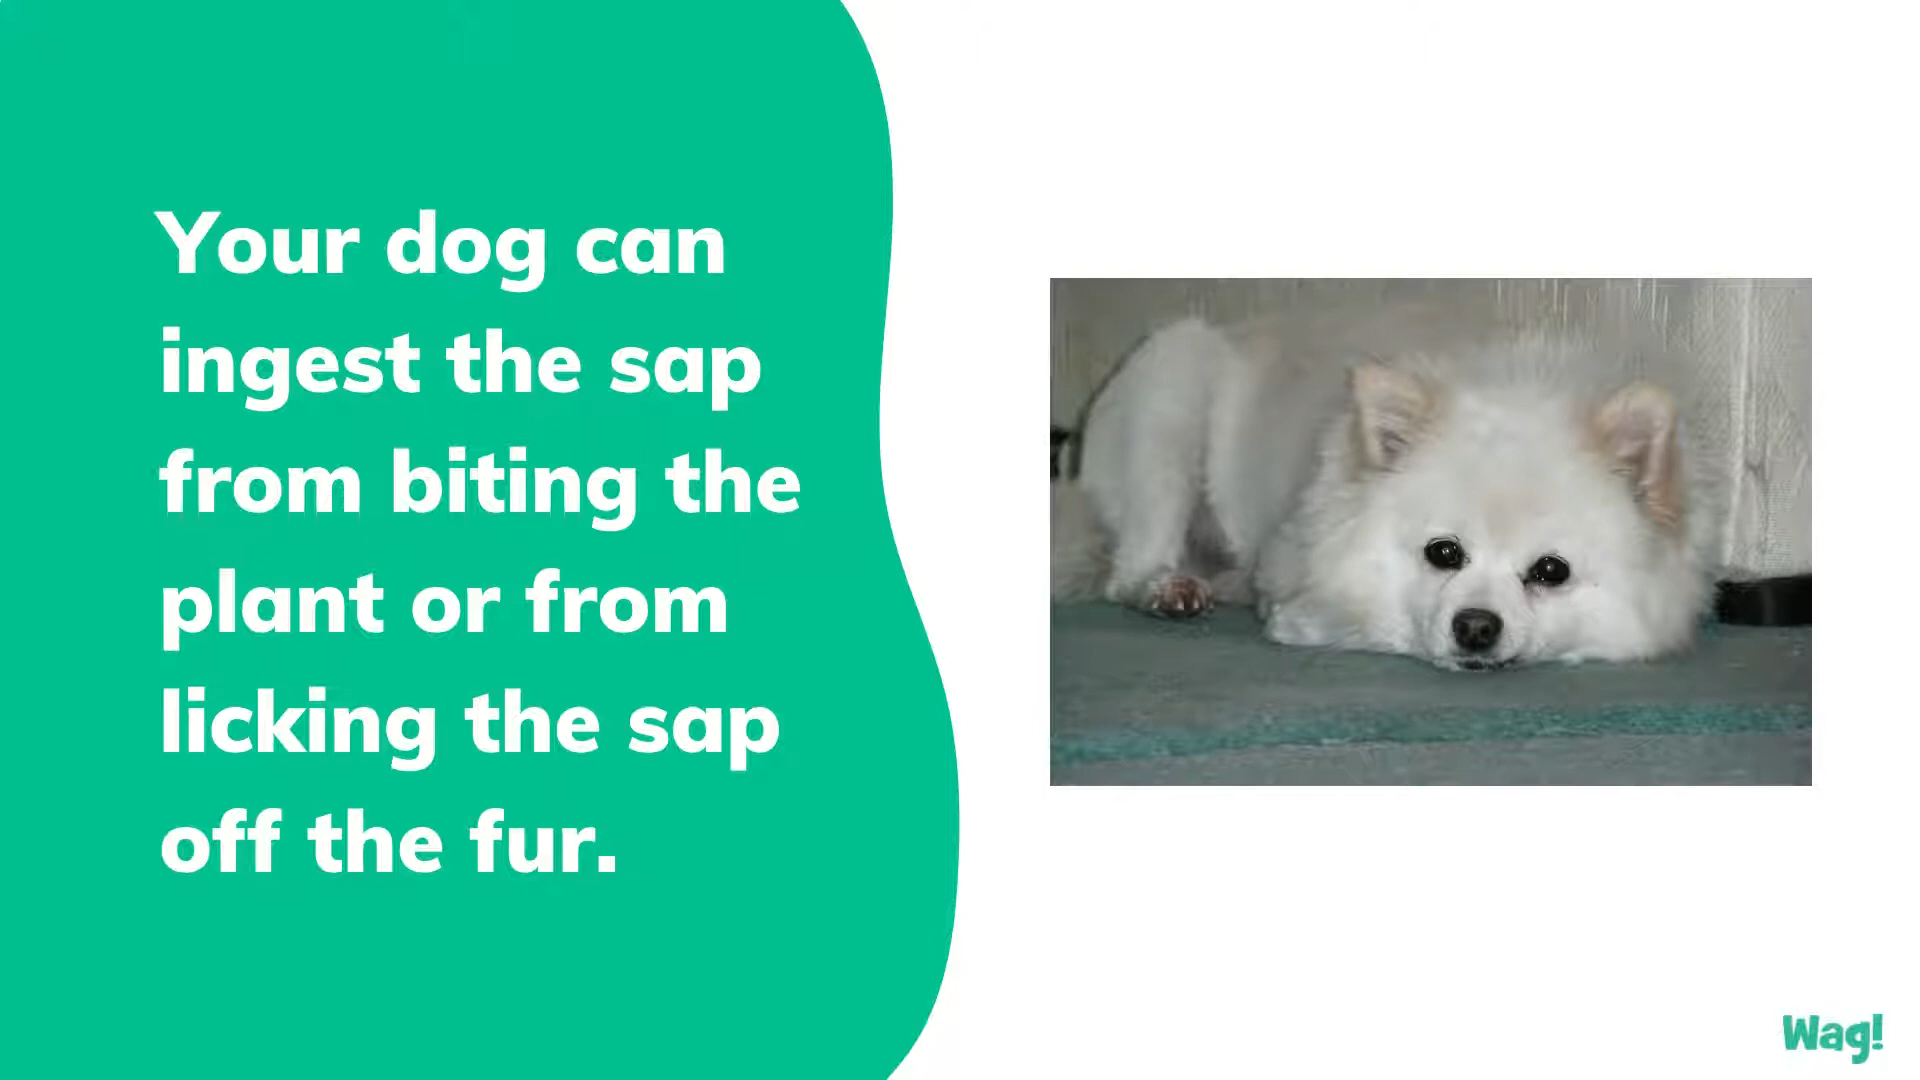 Your dog can
ingest the sap
from biting the
plant or from
licking the sap
off the fur.
Wag!